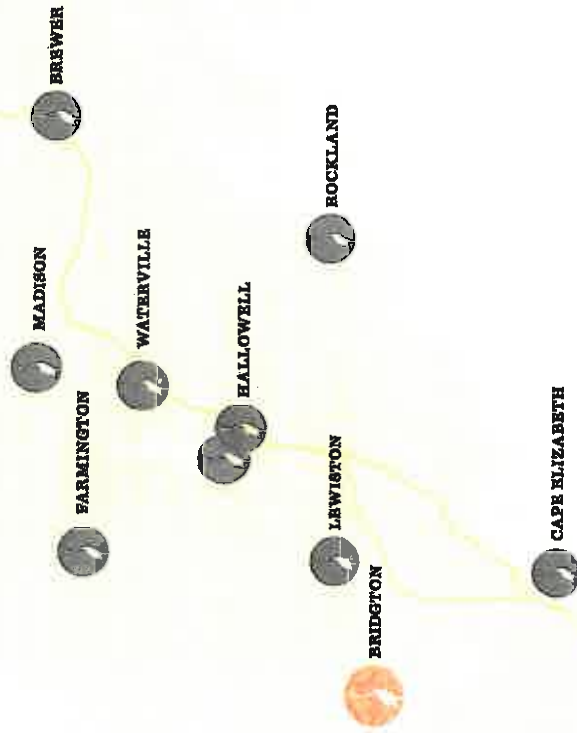 BREWER
MADISON
WATERVILLE
FARMINGTON
ROCKLAND
HALLOWELL
LEWISTON
BRIDGTON
CAPE ELIZABETH